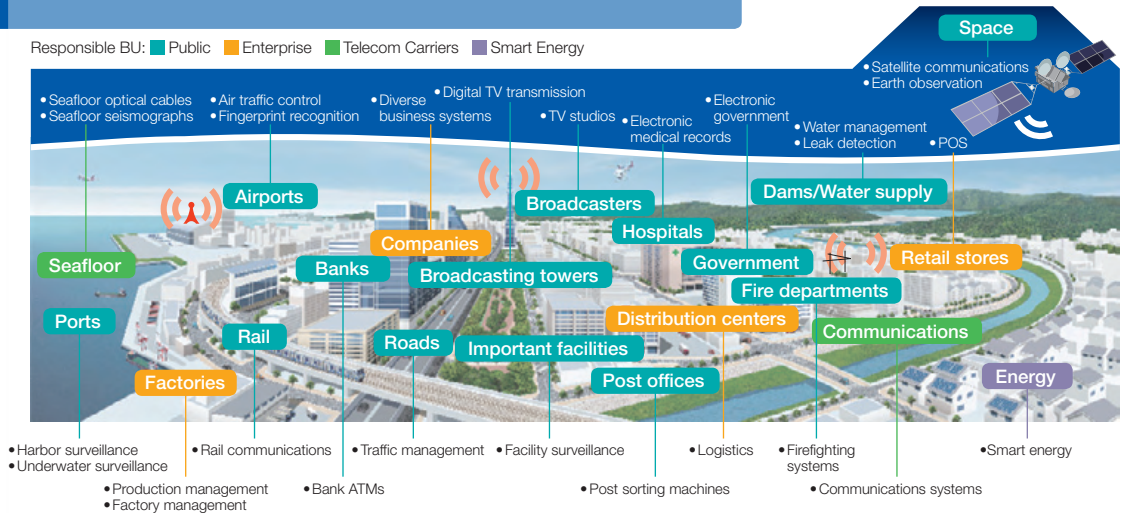 Responsible BU: Public Enterprise Telecom Carriers Smart Energy
Space
• Satellite communications
• Earth observation
• Seafloor optical cables
• Seafloor seismographs
• Air traffic control
• Fingerprint recognition
• Diverse
business systems
• Digital TV transmission
• TV studios
• Electronic
medical records
• Electronic
government
• Water management
• Leak detection
• POS
Airports
Broadcasters
Dams/Water supply
Hospitals
Companies
Seafloor
Banks
Broadcasting towers
Government
Retail stores
Fire departments
Ports
Rail
Roads
Important facilities
Distribution centers
Communications
Factories
Post offices
Energy
• Harbor surveillance
• Underwater surveillance
• Rail communications
• Traffic management
• Facility surveillance
• Logistics
• Firefighting
systems
• Smart energy
• Production management
• Factory management
• Bank ATMs
• Post sorting machines
• Communications systems